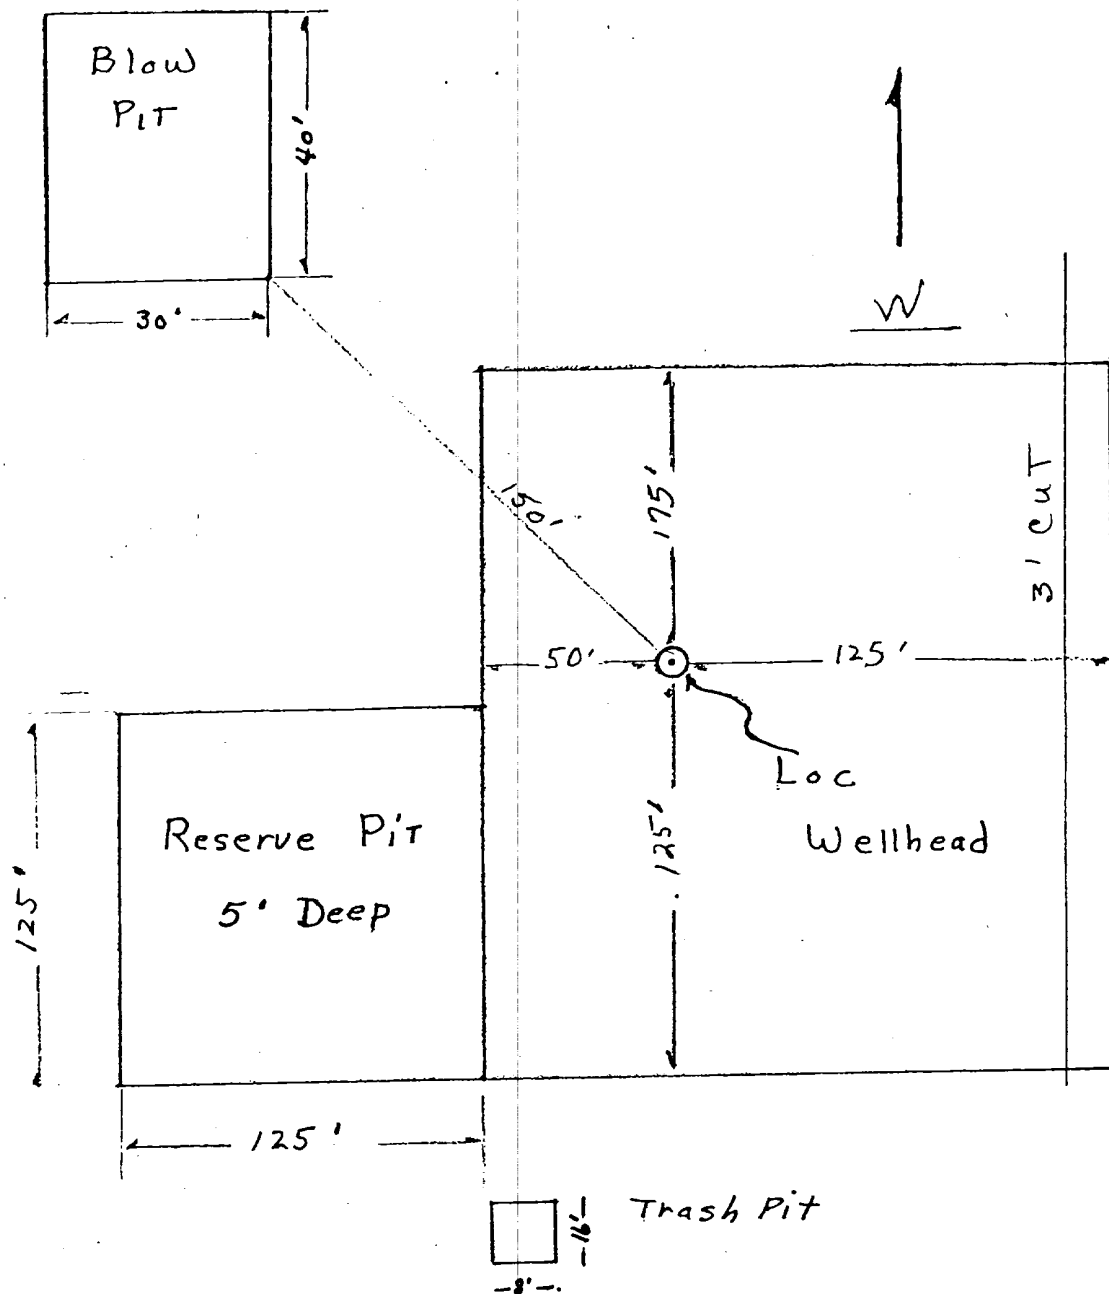 Blow
PIT
40'
30'
W
150'
175'
3' CUT
50'
125'
Loc
Wellhead
125'
Reserve PiT
5' Deep
125'
125'
Trash Pit
16'
8'